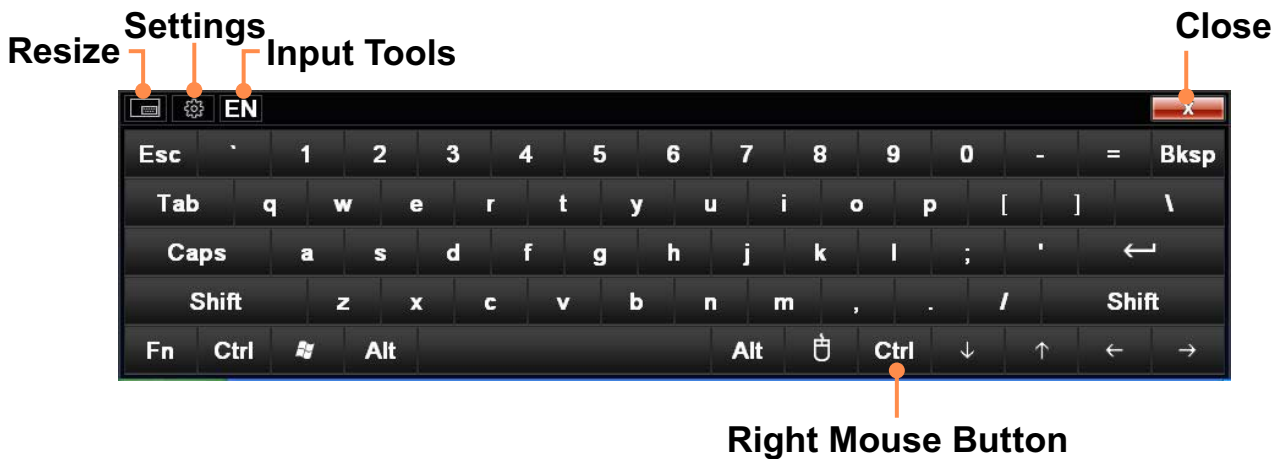 Settings
Close
Resize
Input Tools
EN
x
Esc ` 1 2 3 4 5 6 7 8 9 0 - = Bksp
Tab q w e r t y u i o p [ ] \
Caps a s d f g h j k l ; ' ←
Shift z x c v b n m , . / Shift
Fn Ctrl Alt Alt Ctrl ↓ ↑ ← →
Right Mouse Button